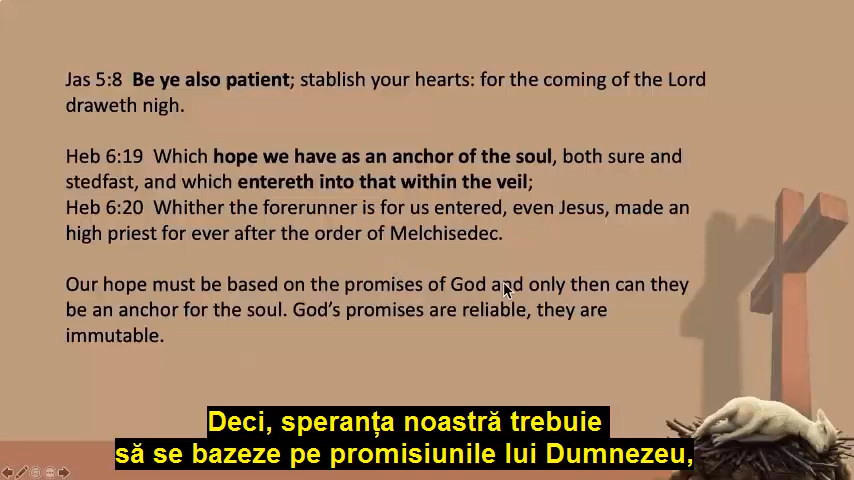 Jas 5:8 Be ye also patient; stablish your hearts: for the coming of the Lord
draweth nigh.
Heb 6:19 Which hope we have as an anchor of the soul, both sure and
stedfast, and which entereth into that within the veil;
Heb 6:20 Whither the forerunner is for us entered, even Jesus, made an
high priest for ever after the order of Melchisedec.
Our hope must be based on the promises of God and only then can they
be an anchor for the soul. God’s promises are reliable, they are
immutable.
Deci, speranța noastră trebuie
să se bazeze pe promisiunile lui Dumnezeu,